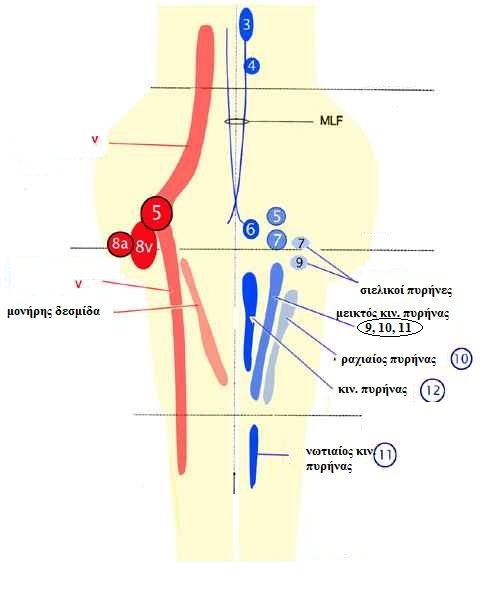 3
4
MLF
v
5
5
6
7
7
8a
8v
9
v
σιελικοί πυρήνες
μονήρης δεσμίδα
μεικτός κιν. πυρήνας
9, 10, 11
ραχιαίος πυρήνας
10
κιν. πυρήνας
12
νωτιαίος κιν.
πυρήνας
11